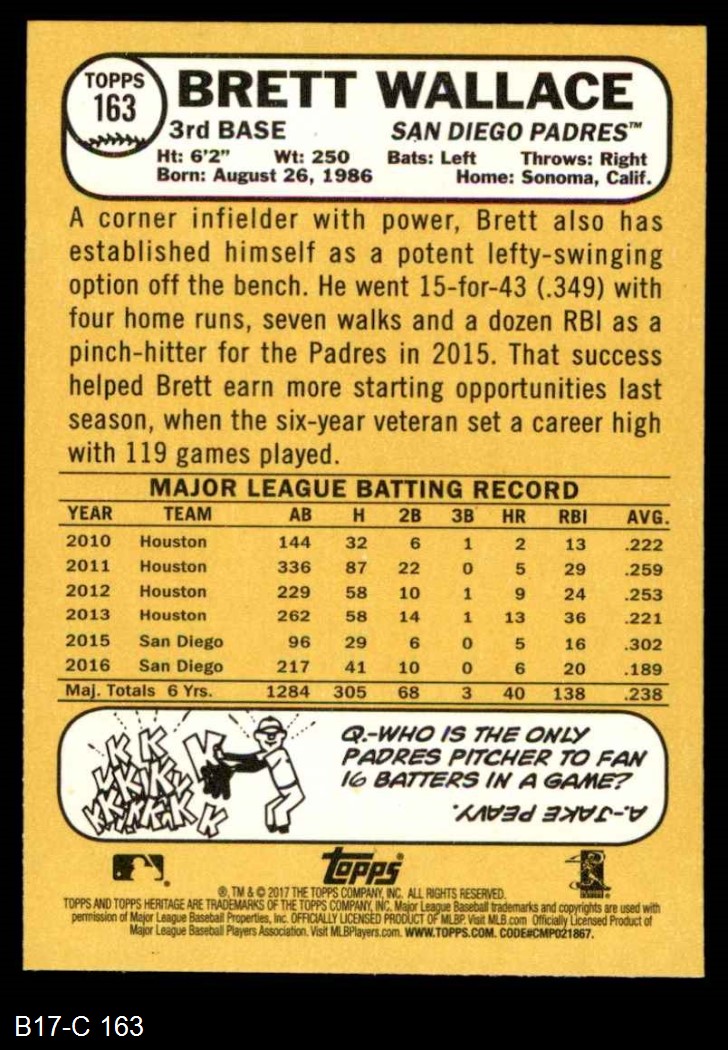 TOPPS
163
BRETT WALLACE
3rd BASE SAN DIEGO PADRES™
Ht: 6'2" Wt: 250 Bats: Left Throws: Right
Born: August 26, 1986 Home: Sonoma, Calif.
A corner infielder with power, Brett also has
established himself as a potent lefty-swinging
option off the bench. He went 15-for-43 (.349) with
four home runs, seven walks and a dozen RBI as a
pinch-hitter for the Padres in 2015. That success
helped Brett earn more starting opportunities last
season, when the six-year veteran set a career high
with 119 games played.
MAJOR LEAGUE BATTING RECORD
YEAR TEAM AB H 2B 3B HR RBI AVG.
2010 Houston 144 32 6 1 2 13 .222
2011 Houston 336 87 22 0 5 29 .259
2012 Houston 229 58 10 1 9 24 .253
2013 Houston 262 58 14 1 13 36 .221
2015 San Diego 96 29 6 0 5 16 .302
2016 San Diego 217 41 10 0 6 20 .189
Maj. Totals 6 Yrs. 1284 305 68 3 40 138 .238
Q.-WHO IS THE ONLY
PADRES PITCHER TO FAN
16 BATTERS IN A GAME?
A.-JAKE PEAVY.
topps
®, TM & © 2017 THE TOPPS COMPANY, INC. ALL RIGHTS RESERVED.
TOPPS AND TOPPS HERITAGE ARE TRADEMARKS OF THE TOPPS COMPANY, INC. Major League Baseball trademarks and copyrights are used with
permission of Major League Baseball Properties, Inc. OFFICIALLY LICENSED PRODUCT OF MLBP. Visit MLB.com Officially Licensed Product of
Major League Baseball Players Association. Visit MLBPlayers.com. WWW.TOPPS.COM. CODE#CMP021867.
B17-C 163